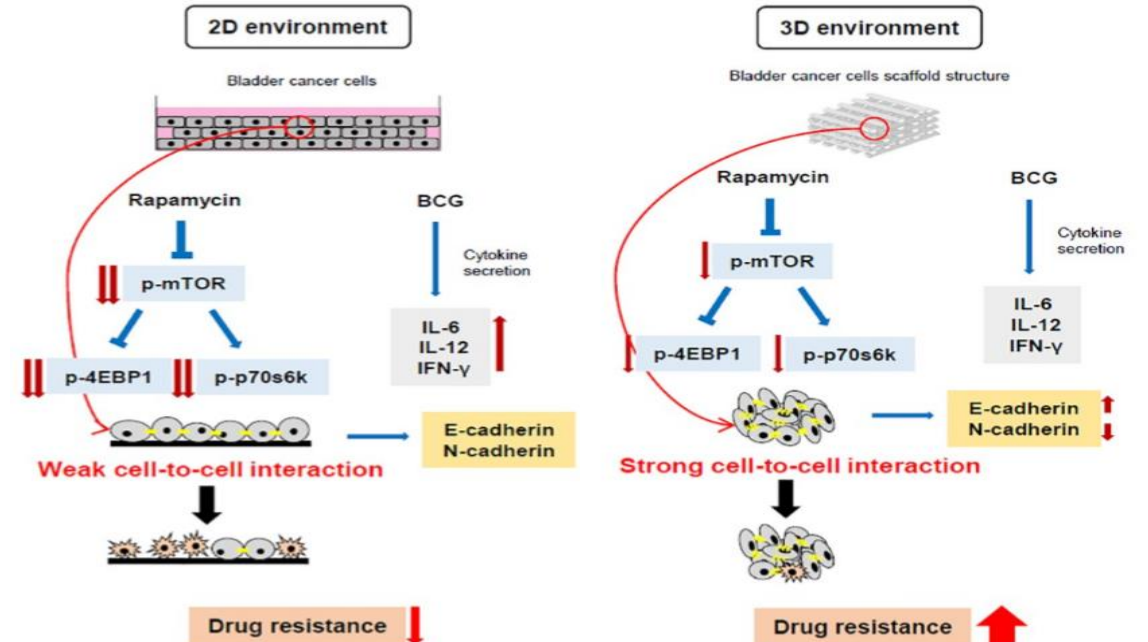 2D environment
Bladder cancer cells
Rapamycin
BCG
Cytokine
secretion
p-mTOR
IL-6
IL-12
IFN-γ
p-4EBP1
p-p70s6k
E-cadherin
N-cadherin
Weak cell-to-cell interaction
Drug resistance
3D environment
Bladder cancer cells scaffold structure
Rapamycin
BCG
Cytokine
secretion
p-mTOR
IL-6
IL-12
IFN-γ
p-4EBP1
p-p70s6k
E-cadherin
N-cadherin
Strong cell-to-cell interaction
Drug resistance